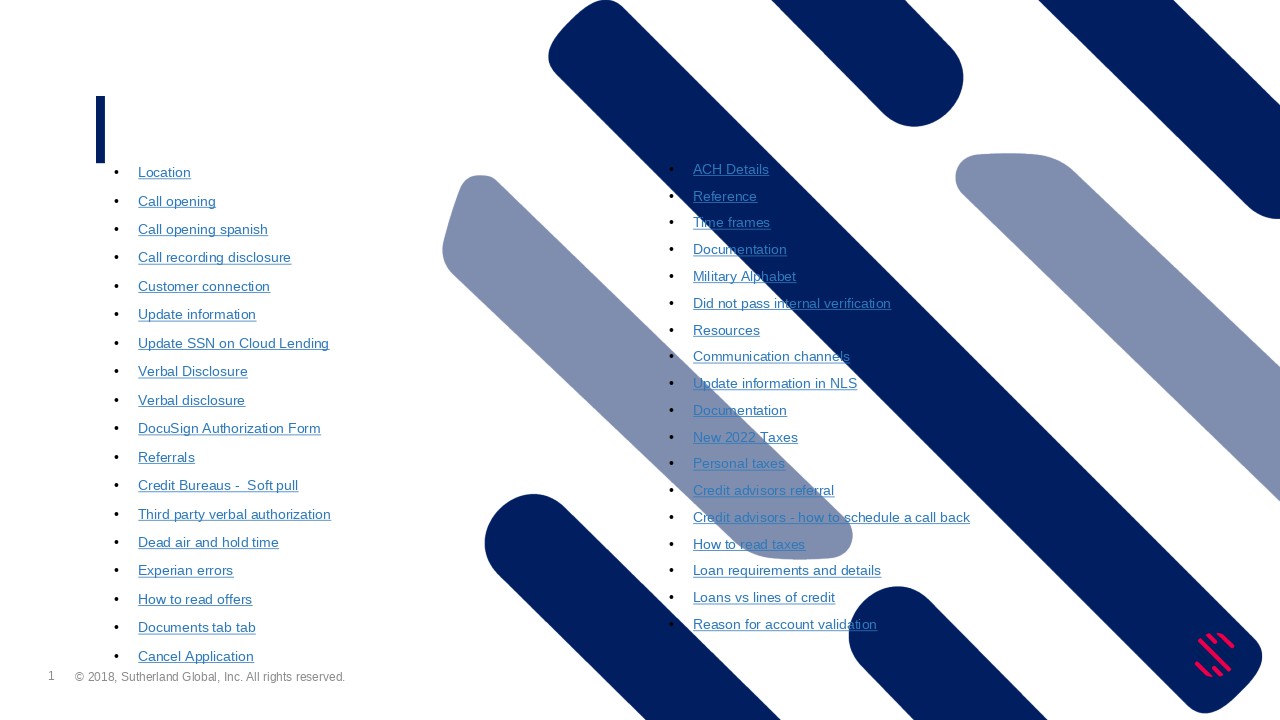 • Location
• Call opening
• Call opening spanish
• Call recording disclosure
• Customer connection
• Update information
• Update SSN on Cloud Lending
• Verbal Disclosure
• Verbal disclosure
• DocuSign Authorization Form
• Referrals
• Credit Bureaus -  Soft pull
• Third party verbal authorization
• Dead air and hold time
• Experian errors
• How to read offers
• Documents tab tab
• Cancel Application
• ACH Details
• Reference
• Time frames
• Documentation
• Military Alphabet
• Did not pass internal verification
• Resources
• Communication channels
• Update information in NLS
• Documentation
• New 2022 Taxes
• Personal taxes
• Credit advisors referral
• Credit advisors - how to schedule a call back
• How to read taxes
• Loan requirements and details
• Loans vs lines of credit
• Reason for account validation
1 © 2018, Sutherland Global, Inc. All rights reserved.